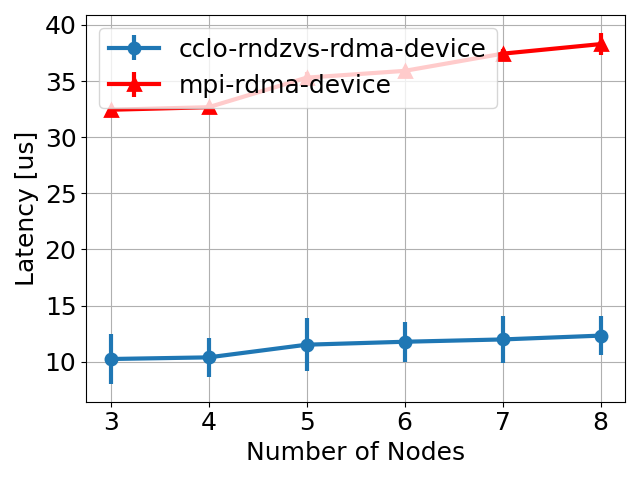 cclo-rndzvs-rdma-device
mpi-rdma-device
40
35
30
25
20
15
10
Latency [us]
3 4 5 6 7 8
Number of Nodes